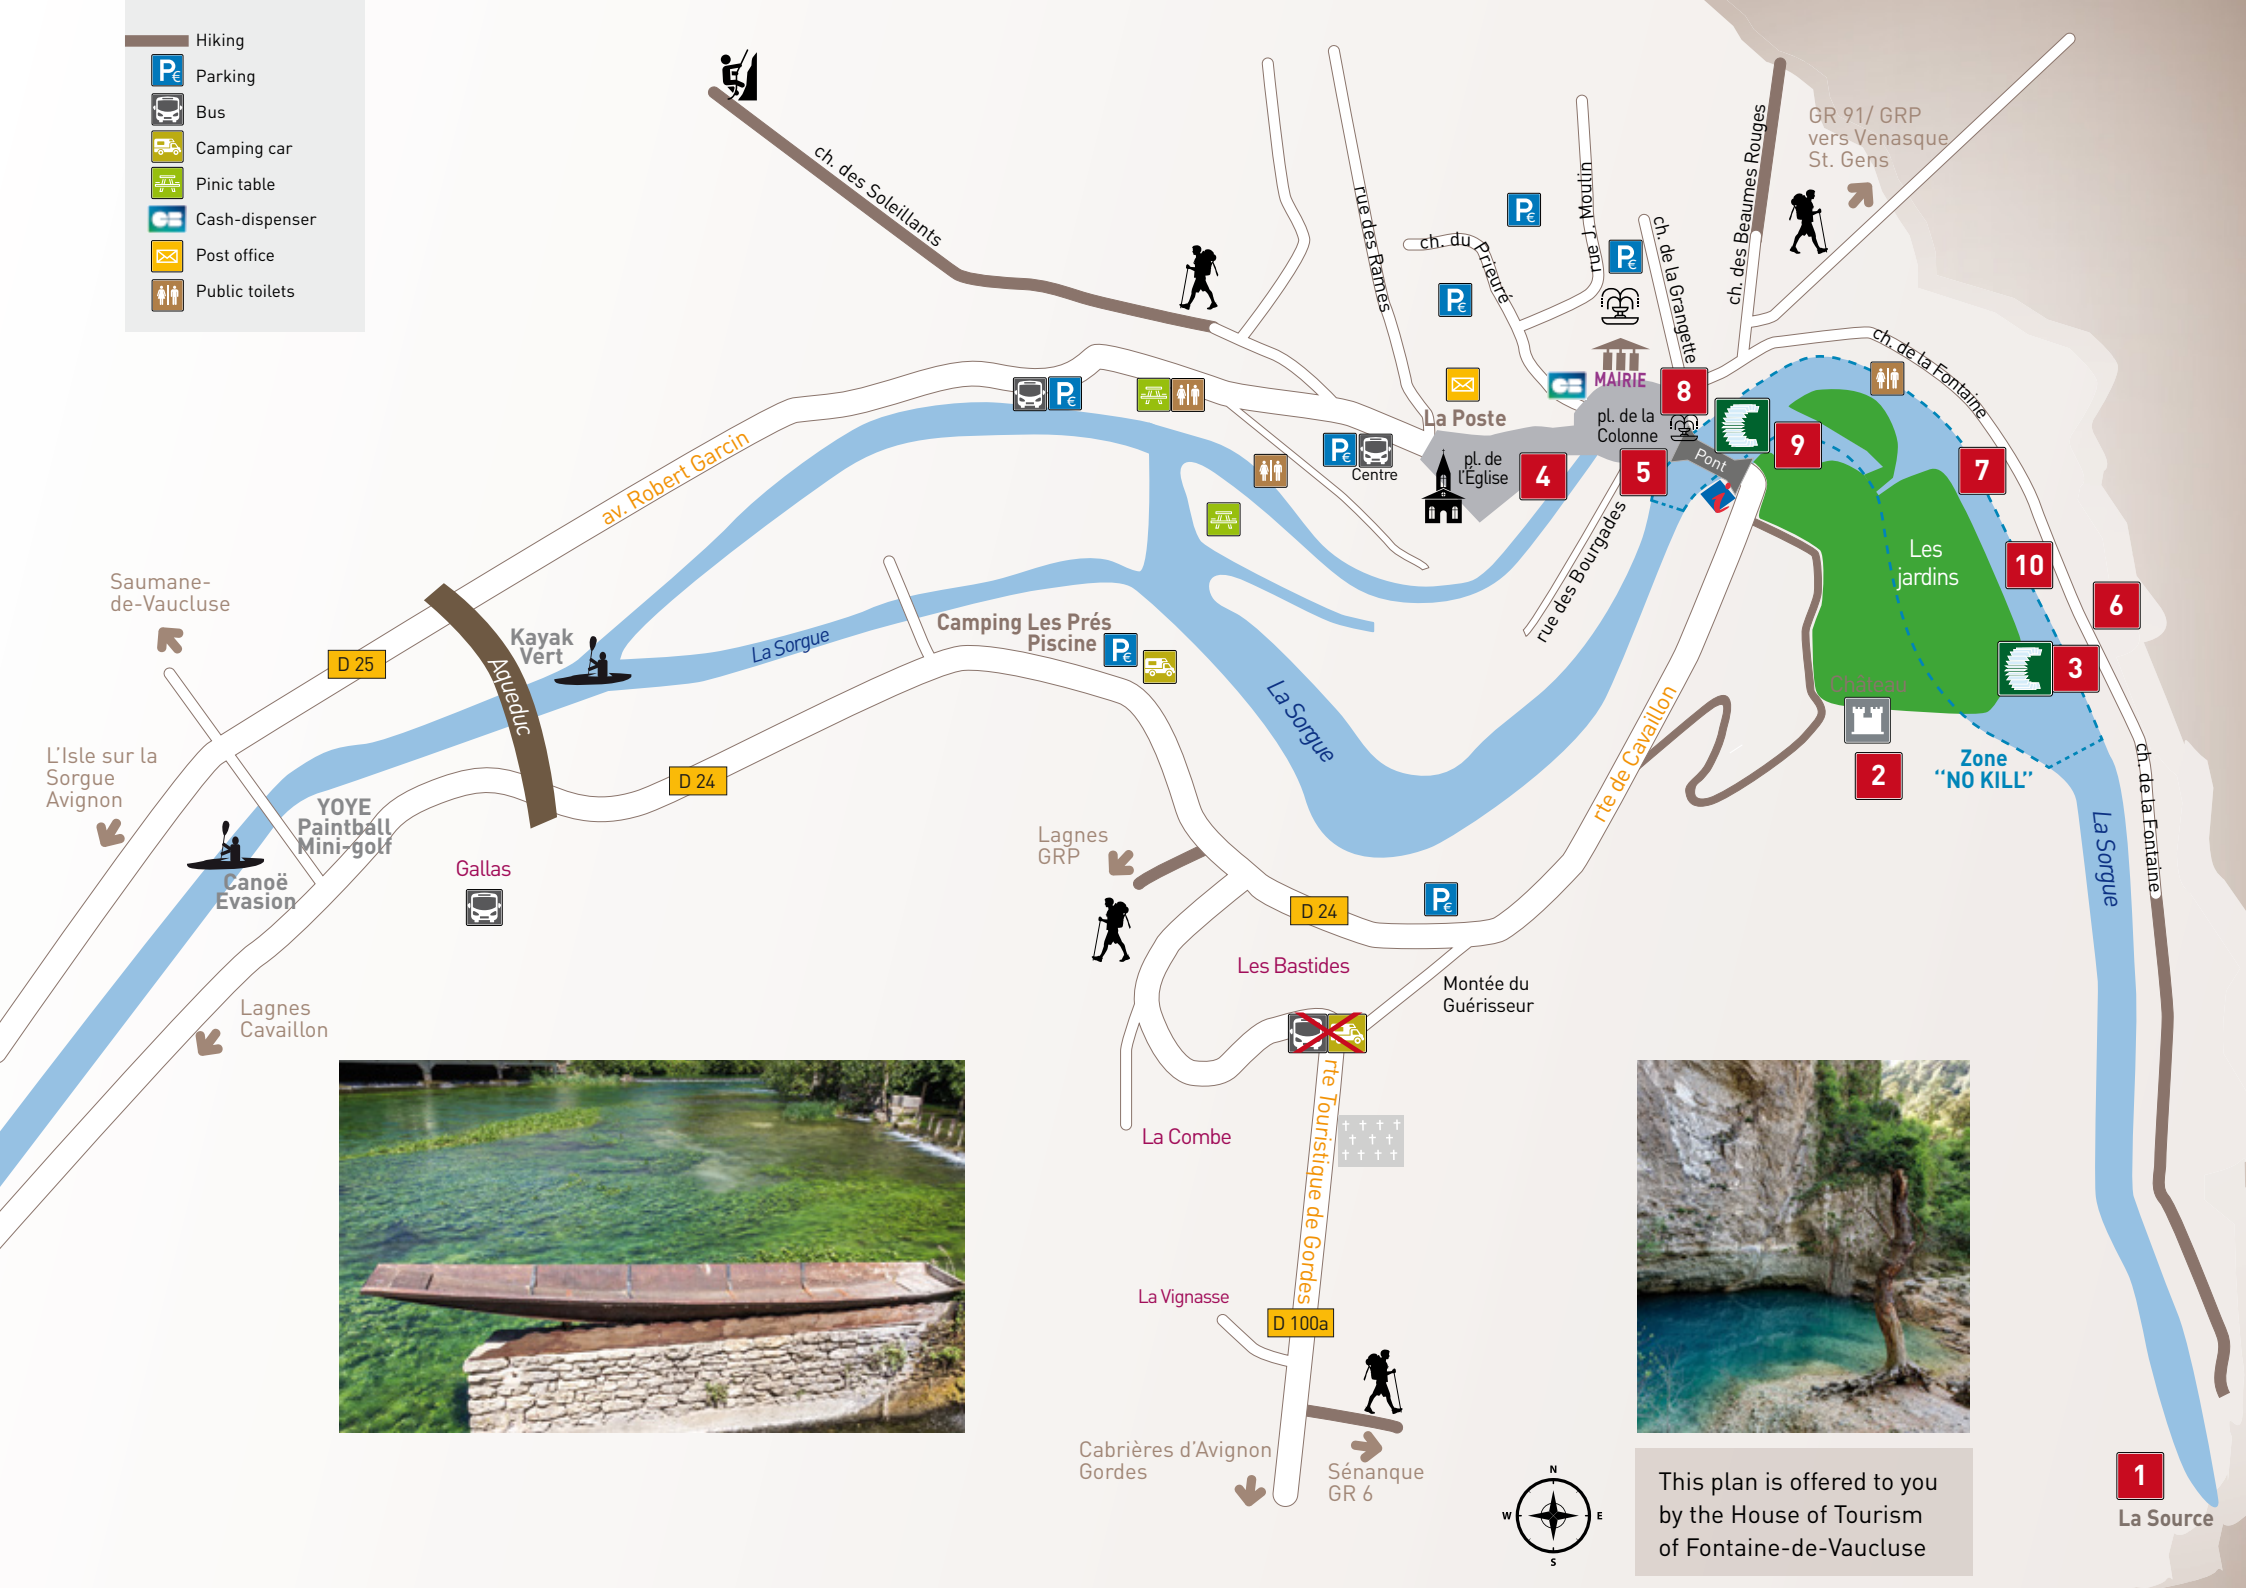 Hiking
Parking
Bus
Camping car
Pinic table
Cash-dispenser
Post office
Public toilets
ch. des Soleillants
rue des Rames
ch. du Prieuré
rue J. Moulin
ch. de la Grangette
ch. des Beaumes Rouges
GR 91/ GRP
vers Venasque
St. Gens
ch. de la Fontaine
MAIRIE
La Poste
pl. de la
Colonne
pl. de
l'Église
Centre
Pont
8
9
4
5
7
10
6
3
2
1
Les
jardins
Château
Zone
“NO KILL”
rue des Bourgades
av. Robert Garcin
Saumane-
de-Vaucluse
D 25
Kayak
Vert
Aqueduc
La Sorgue
Camping Les Prés
Piscine
La Sorgue
rte de Cavaillon
L'Isle sur la
Sorgue
Avignon
YOYE
Paintball
Mini-golf
D 24
Canoë
Evasion
Gallas
Lagnes
GRP
D 24
Les Bastides
Montée du
Guérisseur
La Sorgue
ch. de la Fontaine
Lagnes
Cavaillon
La Combe
rte Touristique de Gordes
La Vignasse
D 100a
Cabrières d'Avignon
Gordes
Sénanque
GR 6
N
W
E
S
This plan is offered to you
by the House of Tourism
of Fontaine-de-Vaucluse
La Source